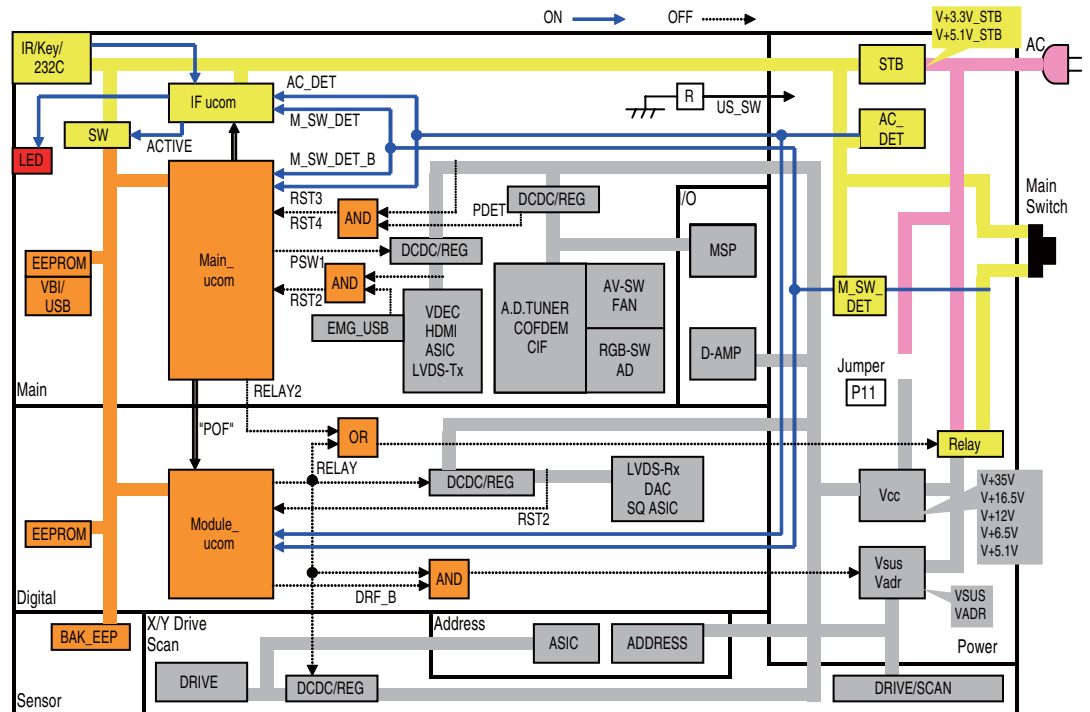 ON
OFF
V+3.3V_STB
V+5.1V_STB
IR/Key/
232C
STB
AC
IF ucom
AC_DET
M_SW_DET
R
US_SW
AC_
DET
SW
ACTIVE
LED
M_SW_DET_B
RST3
RST4
AND
PDET
DCDC/REG
I/O
Main
Switch
Main_
ucom
DCDC/REG
MSP
EEPROM
VBI/
USB
PSW1
RST2
AND
EMG_USB
VDEC
HDMI
ASIC
LVDS-Tx
A.D.TUNER
COFDEM
CIF
AV-SW
FAN
RGB-SW
AD
D-AMP
M_SW_
DET
Jumper
P11
Main
RELAY2
"POF"
OR
RELAY
Relay
DCDC/REG
LVDS-Rx
DAC
SQ ASIC
RST2
Vcc
V+35V
V+16.5V
V+12V
V+6.5V
V+5.1V
EEPROM
Module_
ucom
AND
DRF_B
Vsus
Vadr
VSUS
VADR
Digital
BAK_EEP
X/Y Drive
Scan
Address
ASIC
ADDRESS
Power
DRIVE
DCDC/REG
DRIVE/SCAN
Sensor